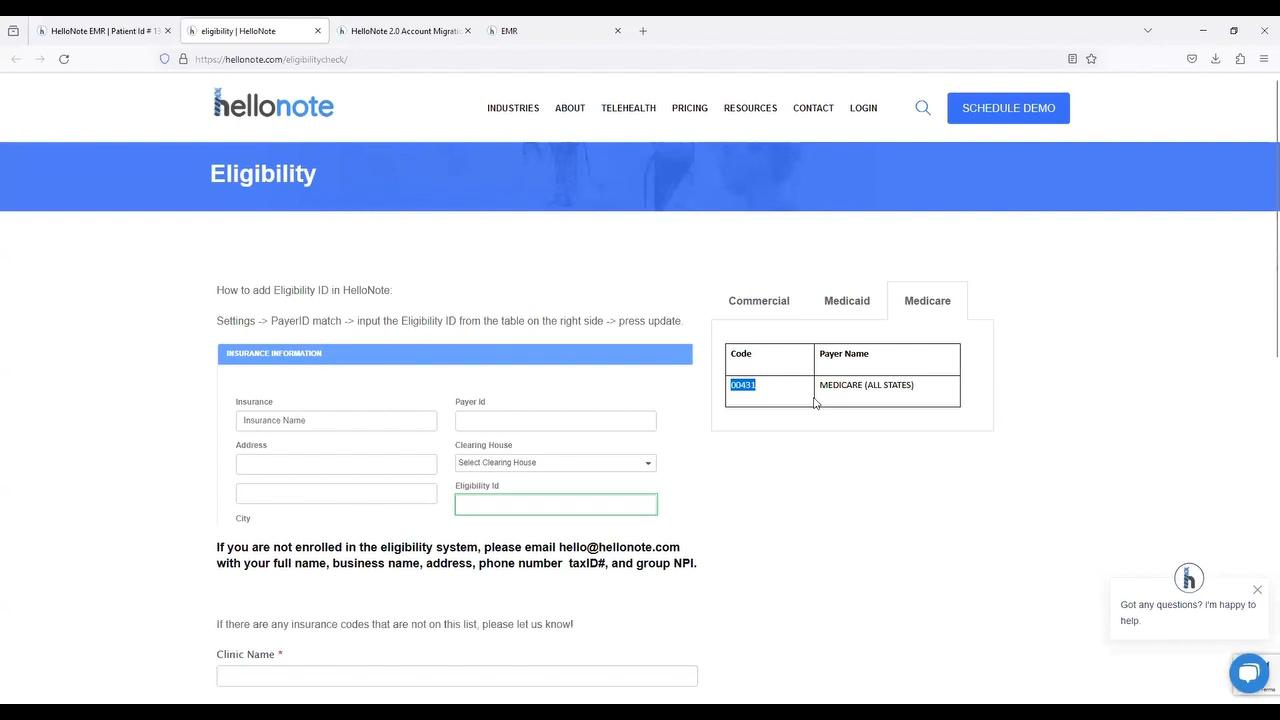 HelloNote EMR | Patient Id # 13
eligibility | HelloNote
HelloNote 2.0 Account Migratio
EMR
https://hellonote.com/eligibilitycheck/
hellonote
INDUSTRIES
ABOUT
TELEHEALTH
PRICING
RESOURCES
CONTACT
LOGIN
SCHEDULE DEMO
Eligibility
How to add Eligibility ID in HelloNote:
Settings -> PayerID match -> input the Eligibility ID from the table on the right side -> press update.
INSURANCE INFORMATION
Insurance
Insurance Name
Address
City
Payer Id
Clearing House
Select Clearing House
Eligibility Id
Commercial
Medicaid
Medicare
Code
Payer Name
00431
MEDICARE (ALL STATES)
If you are not enrolled in the eligibility system, please email hello@hellonote.com
with your full name, business name, address, phone number taxID#, and group NPI.
If there are any insurance codes that are not on this list, please let us know!
Clinic Name *
Got any questions? I'm happy to
help.
Terms